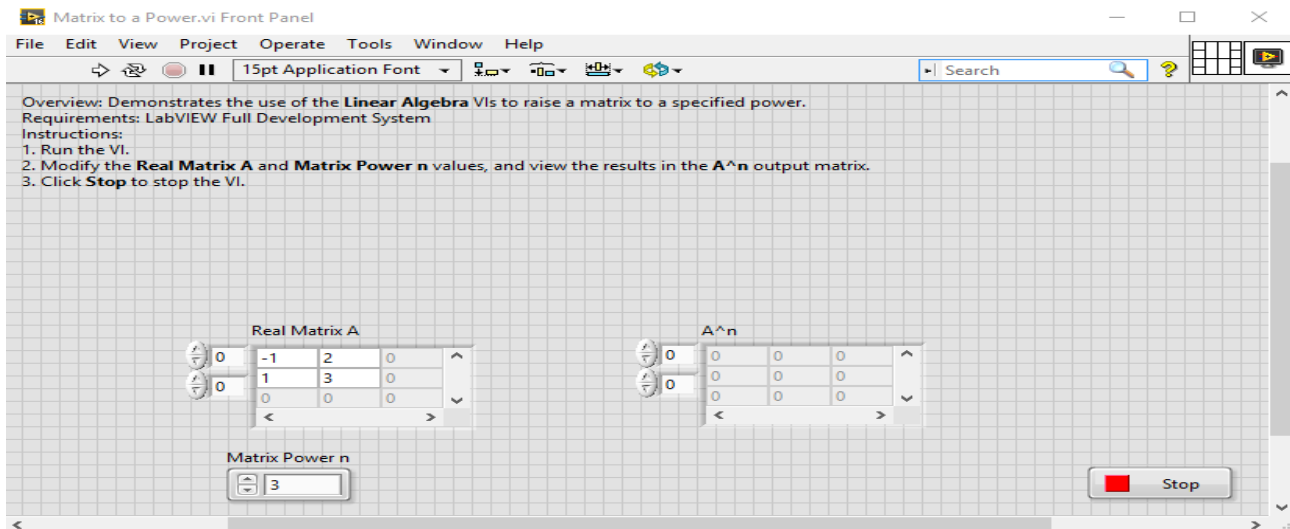 Matrix to a Power.vi Front Panel
File Edit View Project Operate Tools Window Help
15pt Application Font Search
Overview: Demonstrates the use of the Linear Algebra VIs to raise a matrix to a specified power.
Requirements: LabVIEW Full Development System
Instructions:
1. Run the VI.
2. Modify the Real Matrix A and Matrix Power n values, and view the results in the A^n output matrix.
3. Click Stop to stop the VI.
Real Matrix A A^n
0 -1 2 0 0 0 0 0
0 1 3 0 0 0 0 0
0 0 0 0 0 0
Matrix Power n
3 Stop